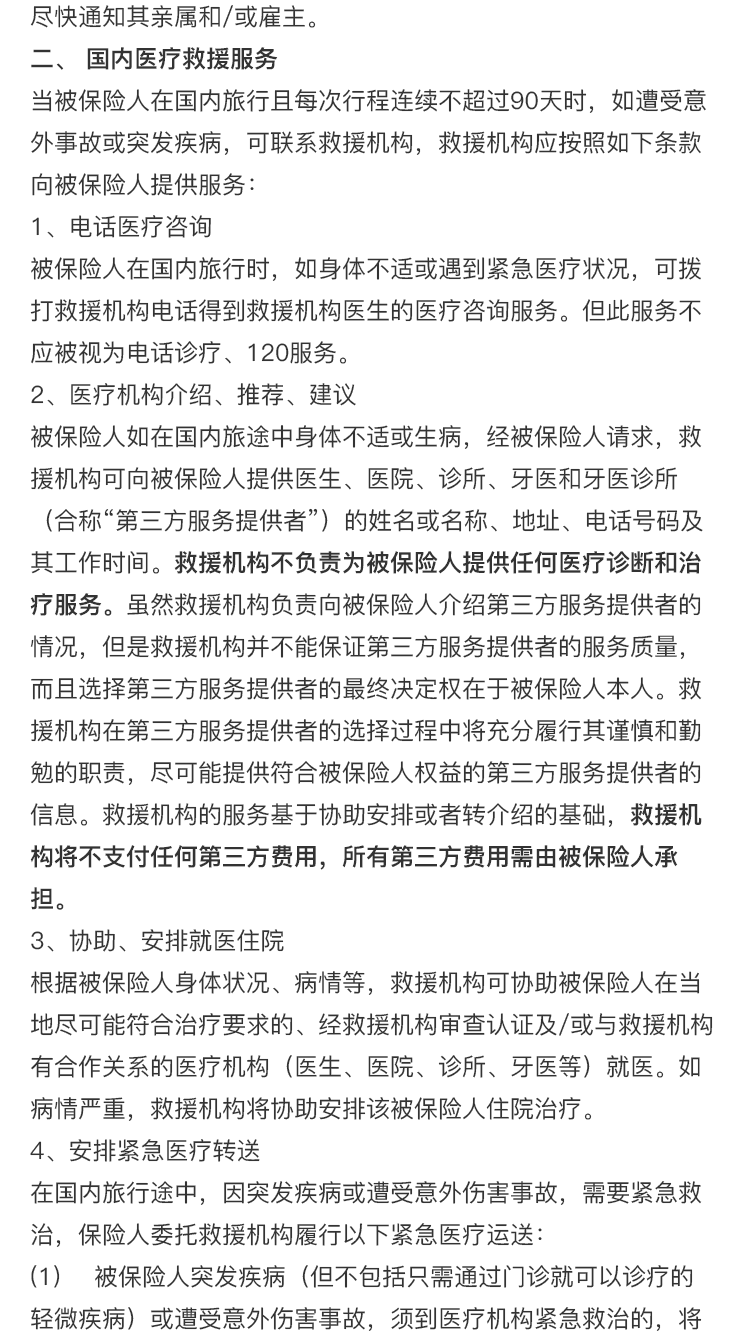 尽快通知其亲属和/或雇主。
二、 国内医疗救援服务
当被保险人在国内旅行且每次行程连续不超过90天时，如遭受意
外事故或突发疾病，可联系救援机构，救援机构应按照如下条款
向被保险人提供服务：
1、电话医疗咨询
被保险人在国内旅行时，如身体不适或遇到紧急医疗状况，可拨
打救援机构电话得到救援机构医生的医疗咨询服务。但此服务不
应被视为电话诊疗、120服务。
2、医疗机构介绍、推荐、建议
被保险人如在国内旅途中身体不适或生病，经被保险人请求，救
援机构可向被保险人提供医生、医院、诊所、牙医和牙医诊所
（合称“第三方服务提供者”）的姓名或名称、地址、电话号码及
其工作时间。救援机构不负责为被保险人提供任何医疗诊断和治
疗服务。虽然救援机构负责向被保险人介绍第三方服务提供者的
情况，但是救援机构并不能保证第三方服务提供者的服务质量，
而且选择第三方服务提供者的最终决定权在于被保险人本人。救
援机构在第三方服务提供者的选择过程中将充分履行其谨慎和勤
勉的职责，尽可能提供符合被保险人权益的第三方服务提供者的
信息。救援机构的服务基于协助安排或者转介绍的基础，救援机
构将不支付任何第三方费用，所有第三方费用需由被保险人承
担。
3、协助、安排就医住院
根据被保险人身体状况、病情等，救援机构可协助被保险人在当
地尽可能符合治疗要求的、经救援机构审查认证及/或与救援机构
有合作关系的医疗机构（医生、医院、诊所、牙医等）就医。如
病情严重，救援机构将协助安排该被保险人住院治疗。
4、安排紧急医疗转送
在国内旅行途中，因突发疾病或遭受意外伤害事故，需要紧急救
治，保险人委托救援机构履行以下紧急医疗运送：
(1) 被保险人突发疾病（但不包括只需通过门诊就可以诊疗的
轻微疾病）或遭受意外伤害事故，须到医疗机构紧急救治的，将